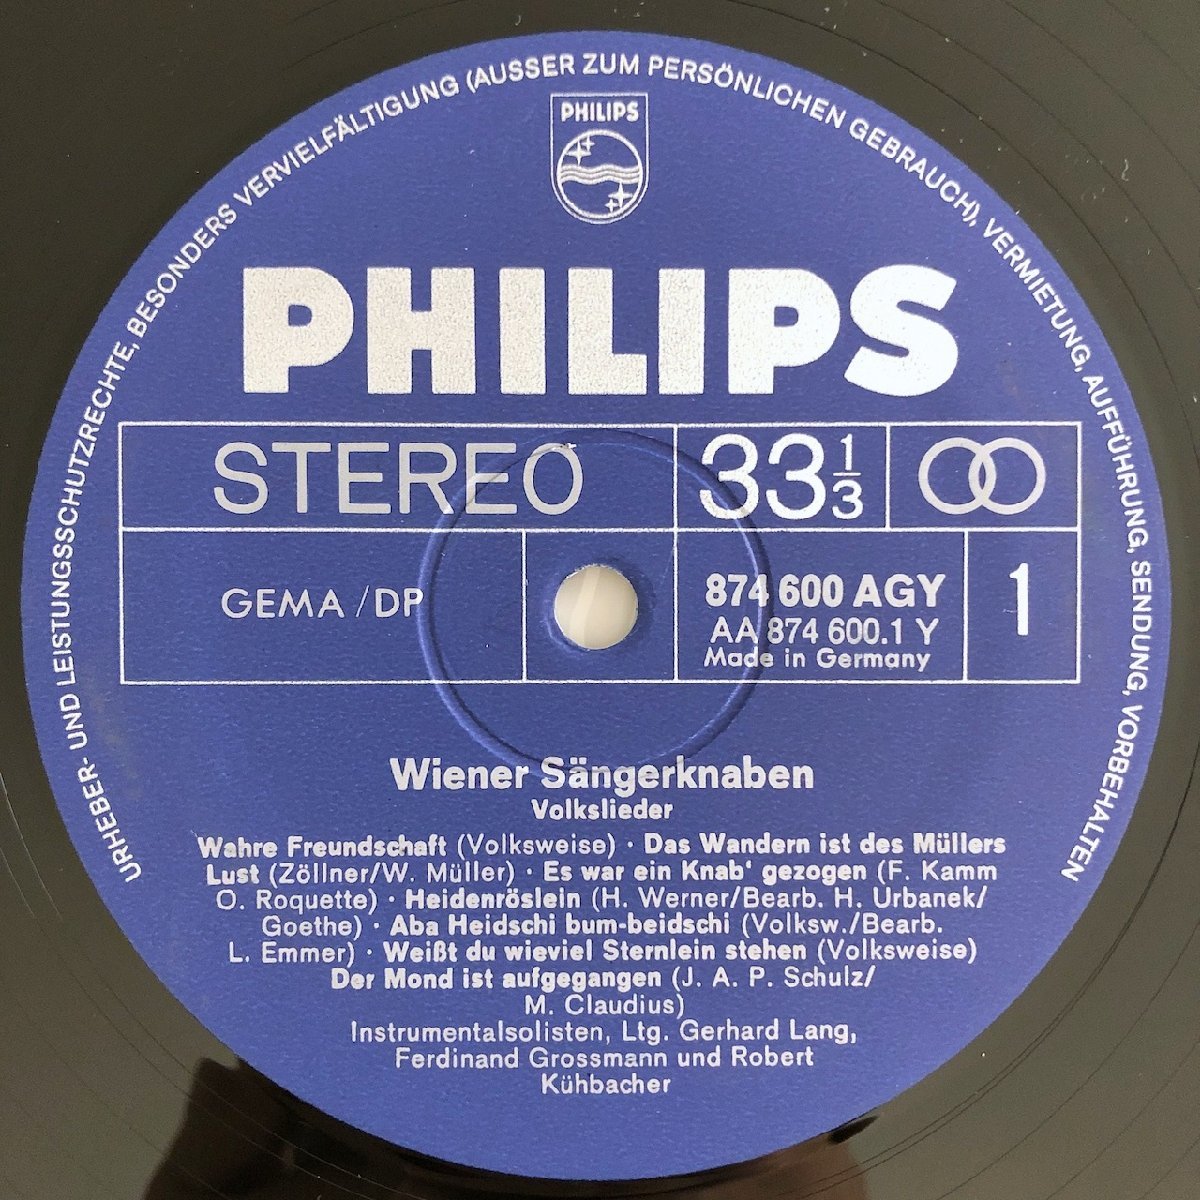 URHEBER- UND LEISTUNGSSCHUTZRECHTE, BESONDERS VERVIELFÄLTIGUNG (AUSSER ZUM PERSÖNLICHEN GEBRAUCH), VERMIETUNG, AUFFÜHRUNG, SENDUNG, VORBEHALTEN
PHILIPS
PHILIPS
STEREO
33 1/3
GEMA /DP
874 600 AGY
AA 874 600.1 Y
Made in Germany
1
Wiener Sängerknaben
Volkslieder
Wahre Freundschaft (Volksweise) · Das Wandern ist des Müllers
Lust (Zöllner/W. Müller) · Es war ein Knab' gezogen (F. Kamm
O. Roquette) · Heidenröslein (H. Werner/Bearb. H. Urbanek/
Goethe) · Aba Heidschi bum-beidschi (Volksw./Bearb.
L. Emmer) · Weißt du wieviel Sternlein stehen (Volksweise)
Der Mond ist aufgegangen (J. A. P. Schulz/
M. Claudius)
Instrumentalsolisten, Ltg. Gerhard Lang,
Ferdinand Grossmann und Robert
Kühbacher